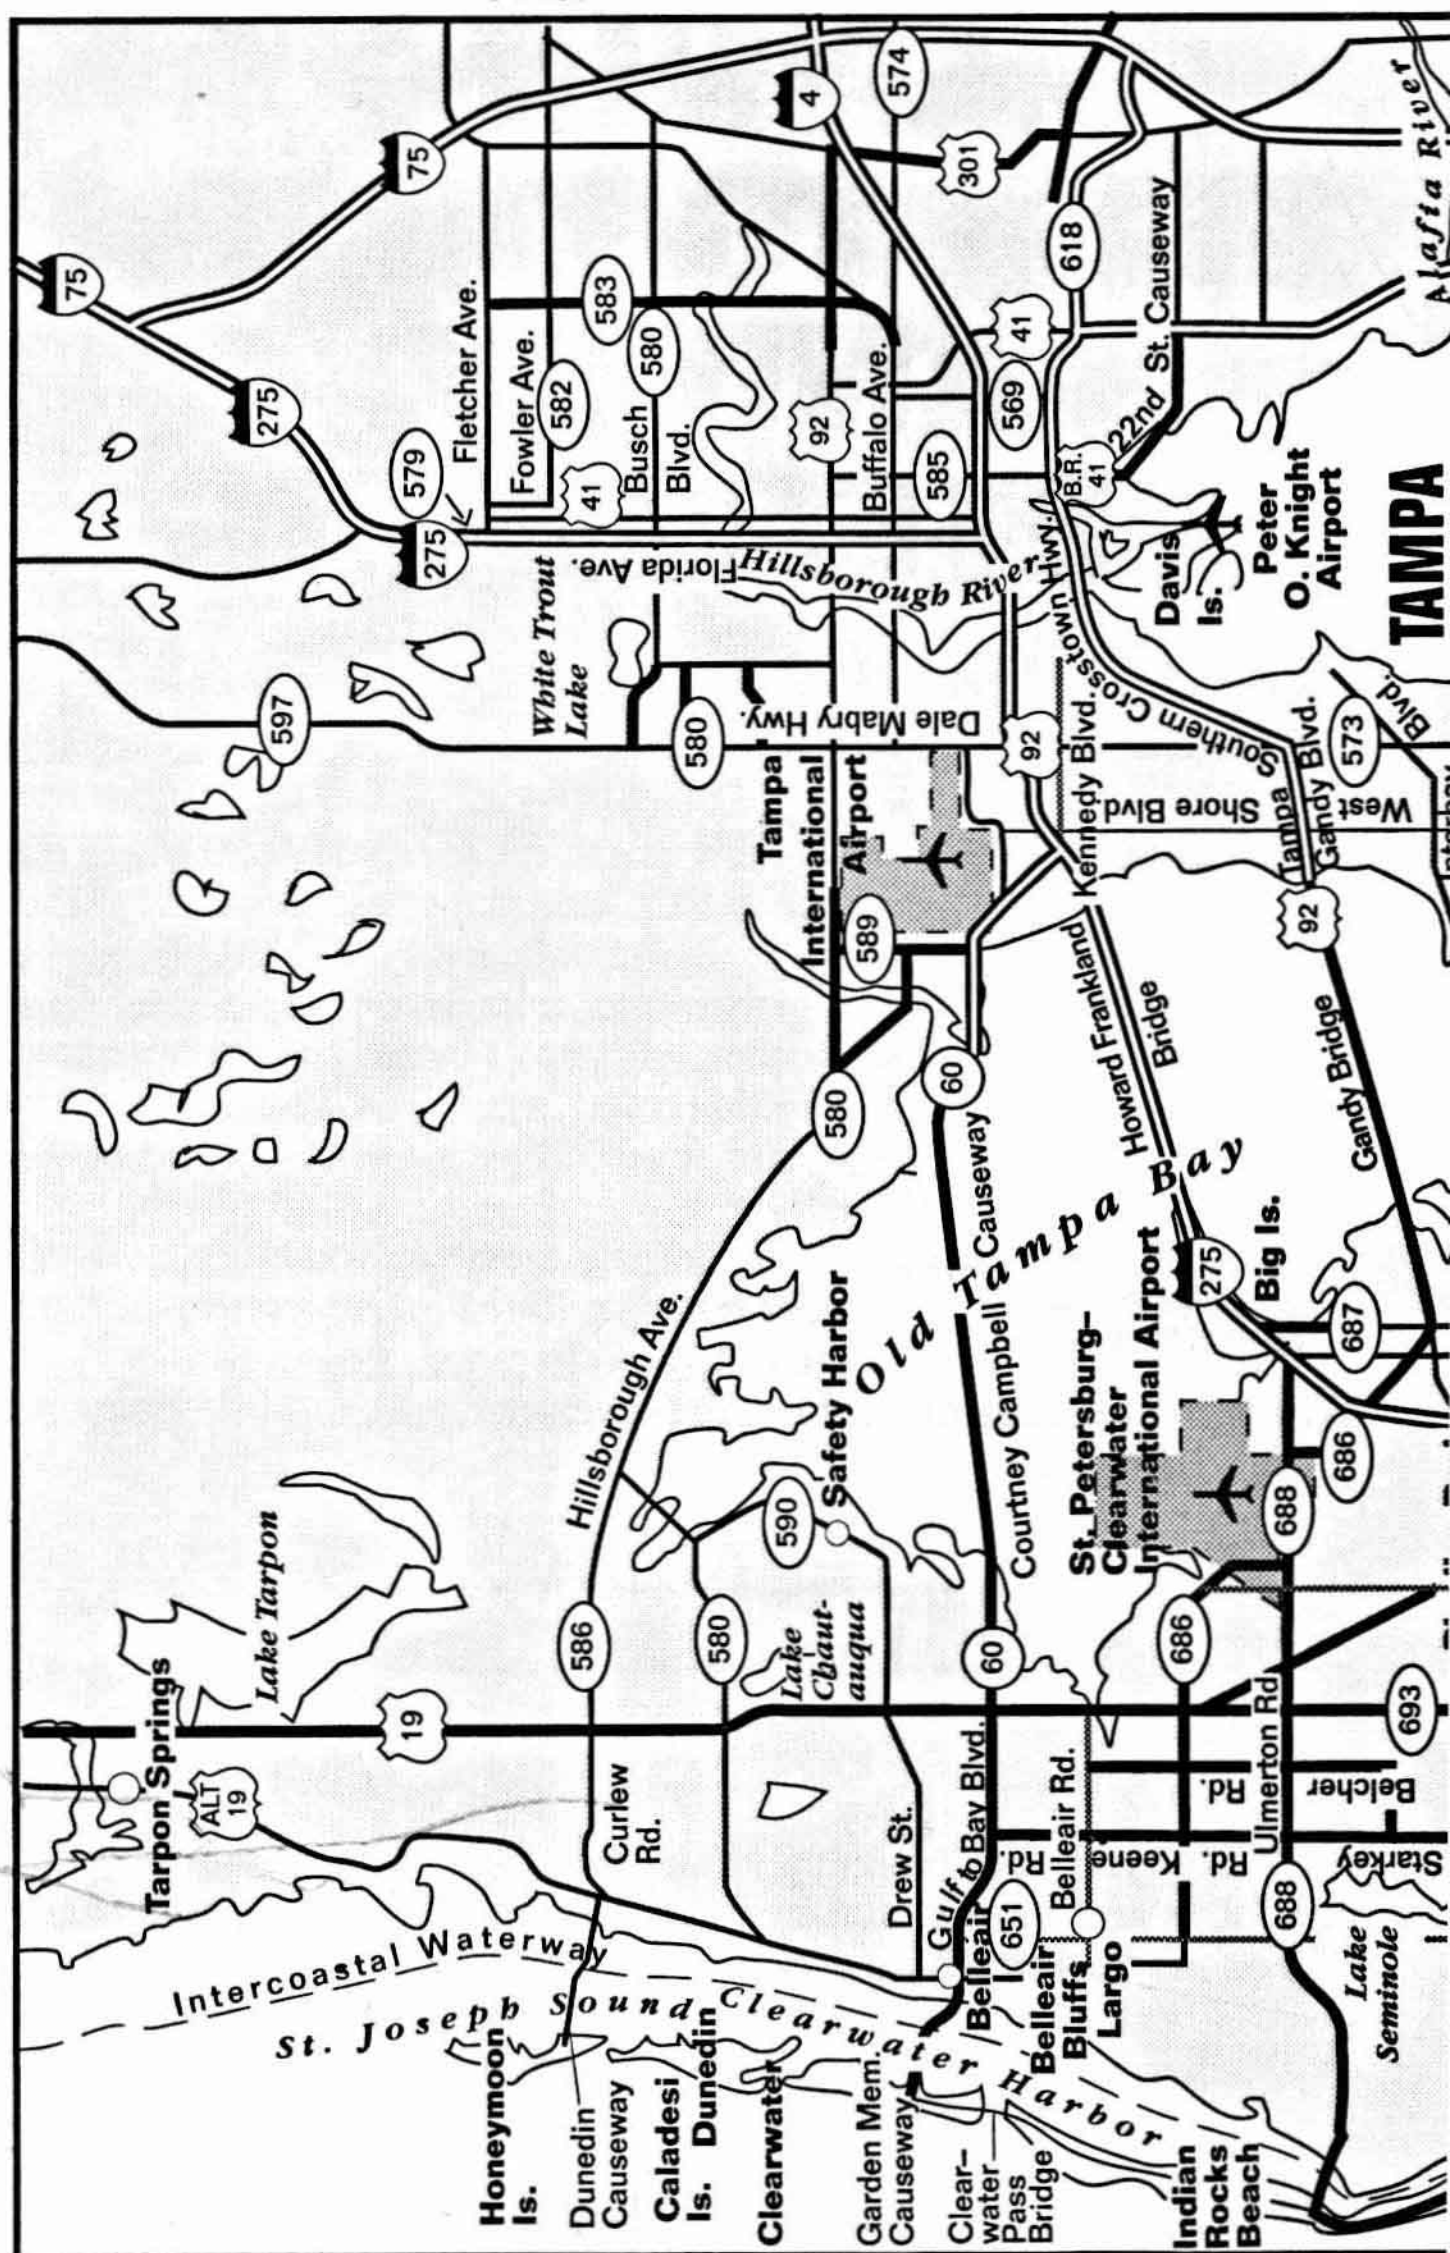 Tarpon Springs
ALT
19
19
Lake Tarpon
Intercoastal Waterway
St. Joseph Sound
Clearwater Harbor
Honeymoon
Is.
Dunedin
Causeway
Caladesi
Is.
Dunedin
Clearwater
Garden Mem.
Causeway
Clear-
water
Pass
Bridge
Indian
Rocks
Beach
Curlew
Rd.
586
580
Hillsborough Ave.
590
Safety Harbor
Lake
Chaut-
auqua
Drew St.
Gulf to Bay Blvd.
60
Belleair
651
Belleair
Bluffs
Largo
Belleair Rd.
Keene
Rd.
Rd.
Belcher
Rd.
Starkey
Ulmerton Rd.
688
Lake
Seminole
693
686
688
686
687
St. Petersburg-
Clearwater
International Airport
Courtney Campbell Causeway
Old Tampa Bay
275
Big Is.
Howard Frankland
Bridge
Gandy Bridge
60
580
589
Tampa
International
Airport
597
White Trout
Lake
580
Dale Mabry Hwy.
92
Kennedy Blvd.
West
Shore Blvd.
Tampa
Gandy Blvd.
92
573
Blvd.
Southern Crosstown Hwy.
Hillsborough River
Florida Ave.
75
75
275
275
579
Fletcher Ave.
Fowler Ave.
582
583
580
Busch
Blvd.
41
92
Buffalo Ave.
585
569
41
B.R.
41
22nd St. Causeway
618
301
574
4
Davis
Is.
Peter
O. Knight
Airport
TAMPA
Alafia River